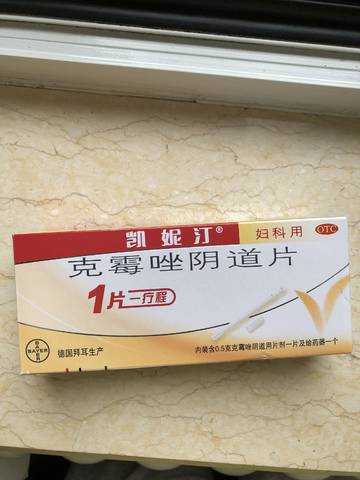 凯妮汀®
妇科用
OTC
克霉唑阴道片
1片一疗程
BAYER
BAYER
德国拜耳生产
内装含0.5克克霉唑阴道用片剂一片及给药器一个